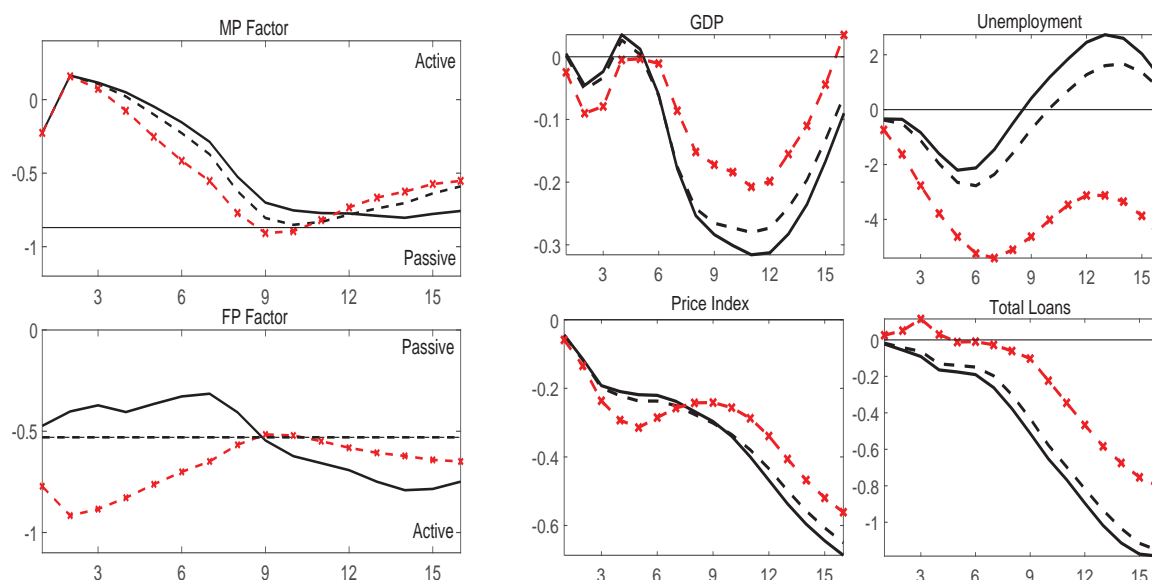 MP Factor
0
-0.5
-1
Active
Passive
3 6 9 12 15
FP Factor
0
-0.5
-1
Passive
Active
3 6 9 12 15
GDP
0
-0.1
-0.2
-0.3
3 6 9 12 15
Unemployment
2
0
-2
-4
3 6 9 12 15
Price Index
0
-0.2
-0.4
-0.6
3 6 9 12 15
Total Loans
0
-0.2
-0.4
-0.6
-0.8
-1
3 6 9 12 15